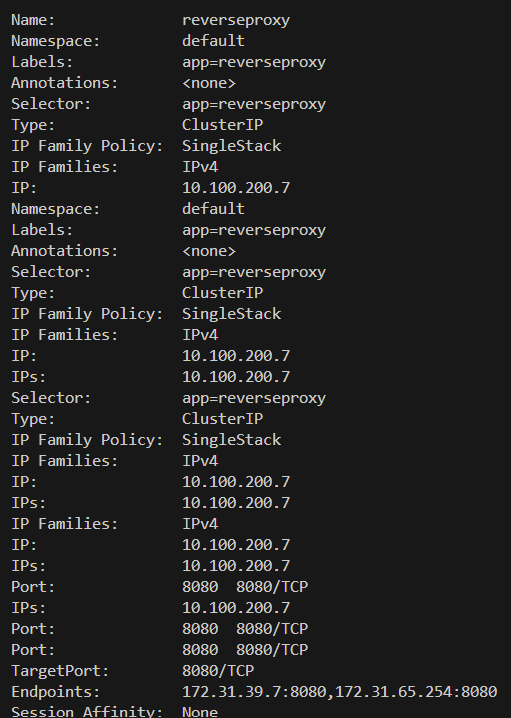 Name: reverseproxy
Namespace: default
Labels: app=reverseproxy
Annotations: <none>
Selector: app=reverseproxy
Type: ClusterIP
IP Family Policy: SingleStack
IP Families: IPv4
IP: 10.100.200.7
Namespace: default
Labels: app=reverseproxy
Annotations: <none>
Selector: app=reverseproxy
Type: ClusterIP
IP Family Policy: SingleStack
IP Families: IPv4
IP: 10.100.200.7
IPs: 10.100.200.7
Selector: app=reverseproxy
Type: ClusterIP
IP Family Policy: SingleStack
IP Families: IPv4
IP: 10.100.200.7
IPs: 10.100.200.7
IP Families: IPv4
IP: 10.100.200.7
IPs: 10.100.200.7
Port: 8080 8080/TCP
IPs: 10.100.200.7
Port: 8080 8080/TCP
Port: 8080 8080/TCP
TargetPort: 8080/TCP
Endpoints: 172.31.39.7:8080,172.31.65.254:8080
Session Affinity: None